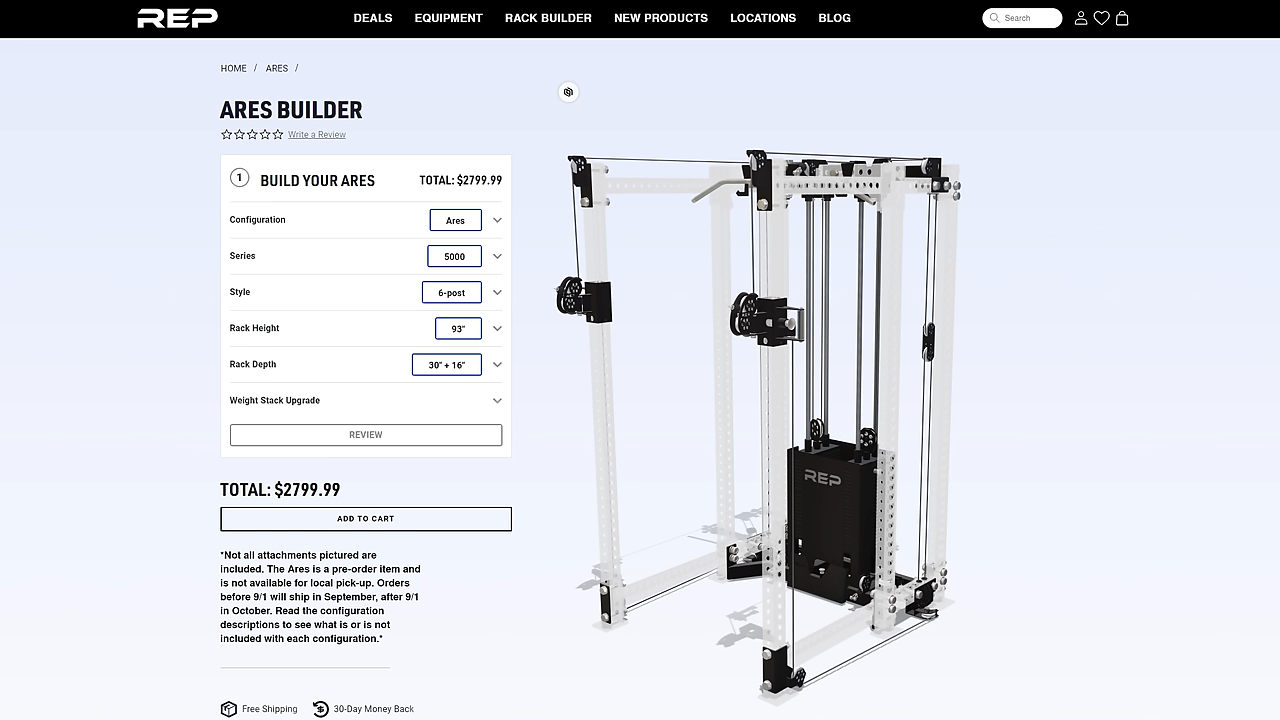 REP
DEALS EQUIPMENT RACK BUILDER NEW PRODUCTS LOCATIONS BLOG
Search
HOME / ARES /
ARES BUILDER
Write a Review
1 BUILD YOUR ARES TOTAL: $2799.99
Configuration Ares
Series 5000
Style 6-post
Rack Height 93"
Rack Depth 30" + 16"
Weight Stack Upgrade
REVIEW
TOTAL: $2799.99
ADD TO CART
*Not all attachments pictured are
included. The Ares is a pre-order item and
is not available for local pick-up. Orders
before 9/1 will ship in September, after 9/1
in October. Read the configuration
descriptions to see what is or is not
included with each configuration.*
Free Shipping 30-Day Money Back
REP